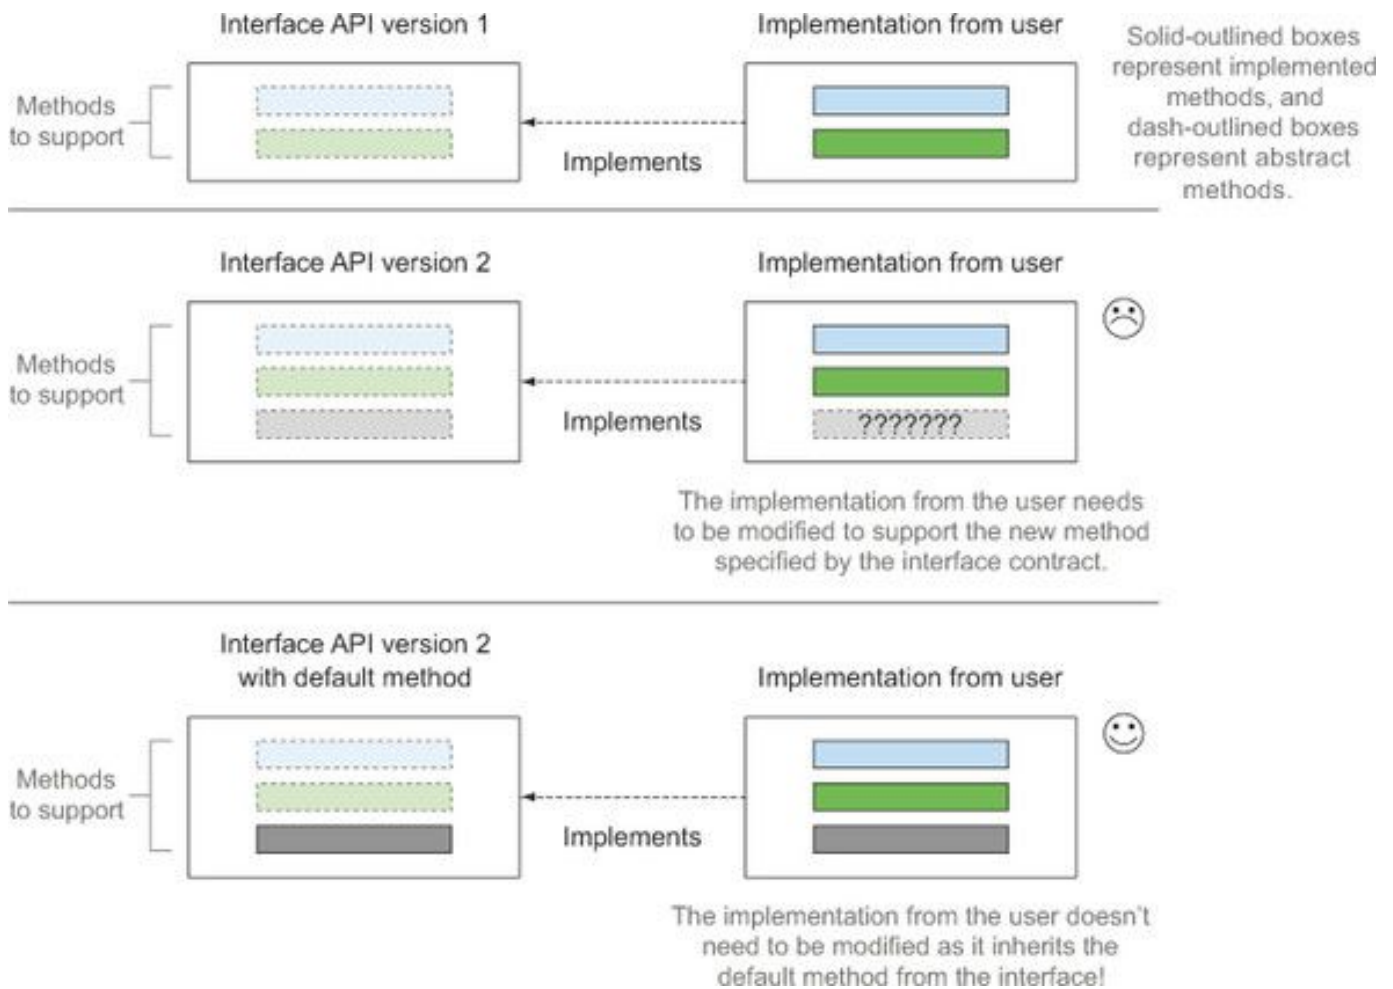 Interface API version 1
Implementation from user
Solid-outlined boxes
represent implemented
methods, and
dash-outlined boxes
represent abstract
methods.
Methods
to support
Implements
Interface API version 2
Implementation from user
Methods
to support
Implements
???????
The implementation from the user needs
to be modified to support the new method
specified by the interface contract.
Interface API version 2
with default method
Implementation from user
Methods
to support
Implements
The implementation from the user doesn't
need to be modified as it inherits the
default method from the interface!